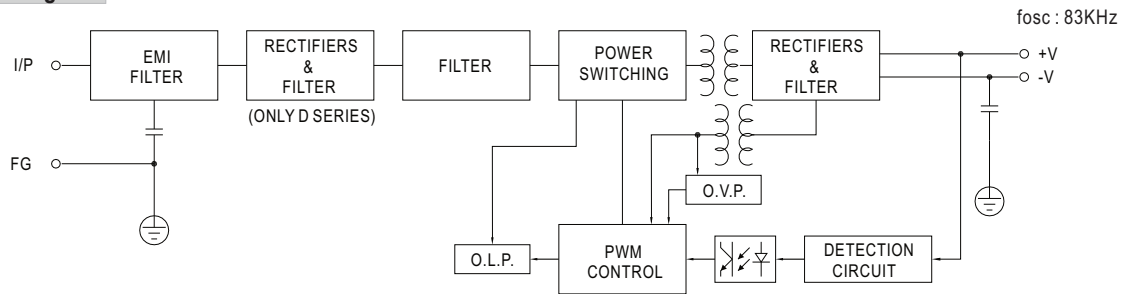 fosc : 83KHz
I/P
EMI
FILTER
RECTIFIERS
&
FILTER
(ONLY D SERIES)
FILTER
POWER
SWITCHING
RECTIFIERS
&
FILTER
+V
-V
FG
O.V.P.
O.L.P.
PWM
CONTROL
DETECTION
CIRCUIT